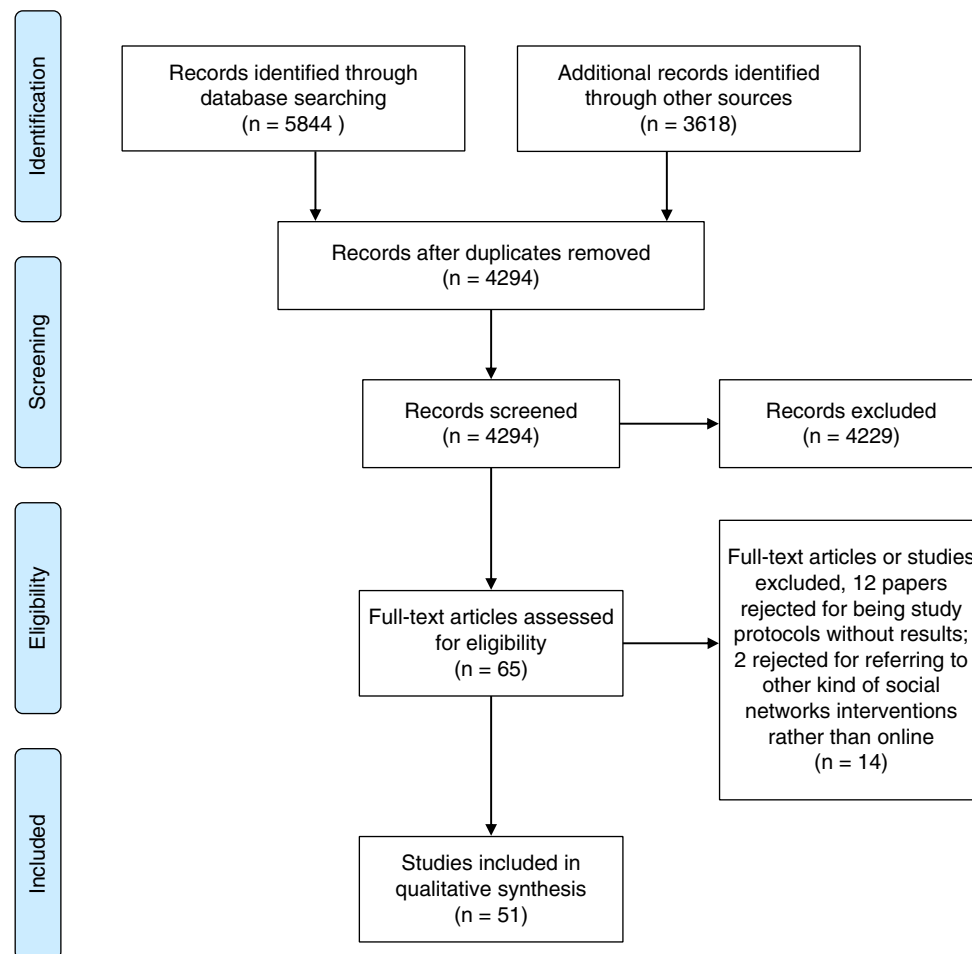 Identification
Records identified through
database searching
(n = 5844 )
Additional records identified
through other sources
(n = 3618)
Records after duplicates removed
(n = 4294)
Screening
Records screened
(n = 4294)
Records excluded
(n = 4229)
Eligibility
Full-text articles assessed
for eligibility
(n = 65)
Full-text articles or studies
excluded, 12 papers
rejected for being study
protocols without results;
2 rejected for referring to
other kind of social
networks interventions
rather than online
(n = 14)
Included
Studies included in
qualitative synthesis
(n = 51)